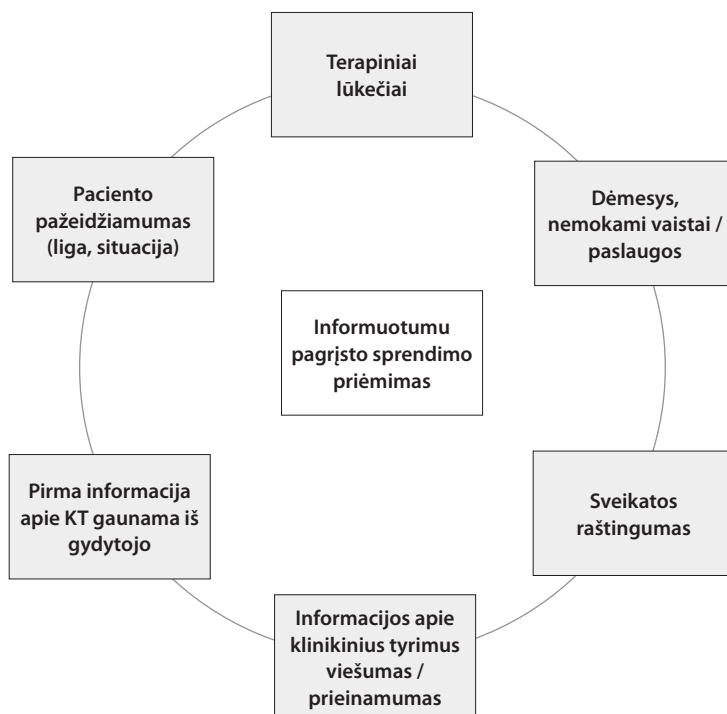 Terapiniai
lūkečiai
Paciento
pažeidžiamumas
(liga, situacija)
Dėmesys,
nemokami vaistai /
paslaugos
Informuotumu
pagrįsto sprendimo
priėmimas
Pirma informacija
apie KT gaunama iš
gydytojo
Sveikatos
raštingumas
Informacijos apie
klinikinius tyrimus
viešumas /
prieinamumas